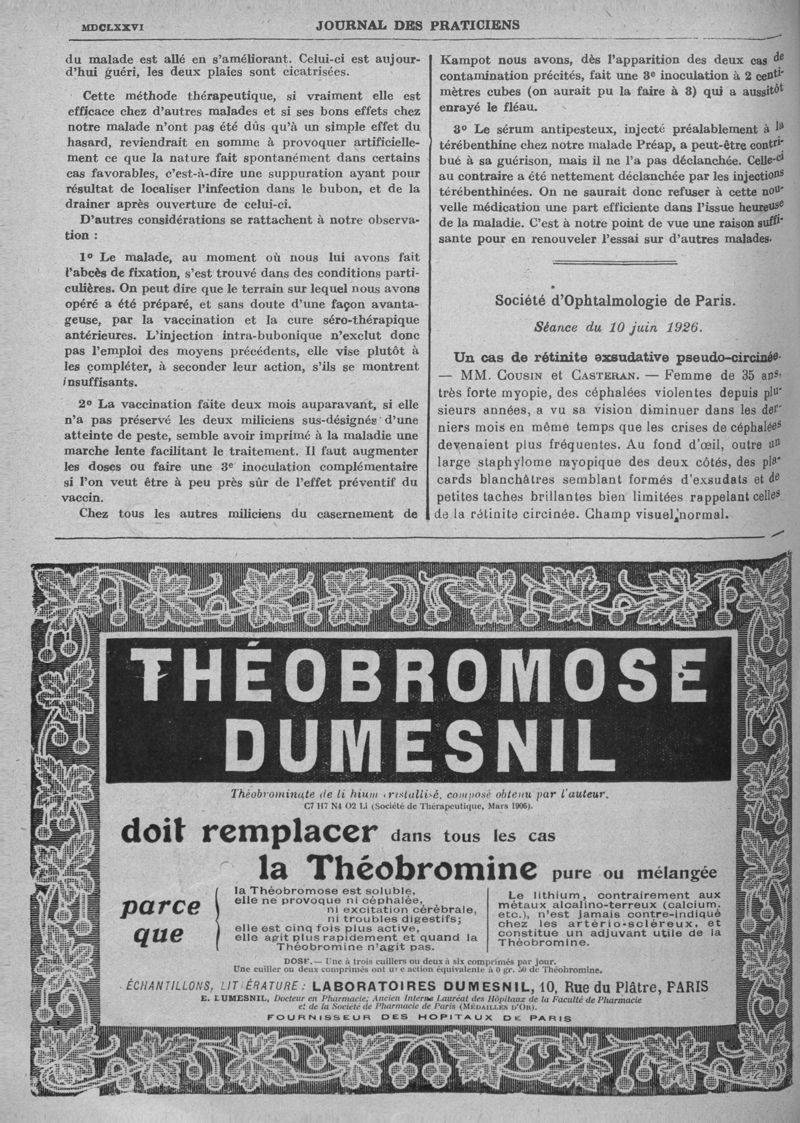 MDCLXXVI
JOURNAL DES PRATICIENS
du malade est allé en s'améliorant. Celui-ci est aujour-
d'hui guéri, les deux plaies sont cicatrisées.
Cette méthode thérapeutique, si vraiment elle est
efficace chez d'autres malades et si ses bons effets chez
notre malade n'ont pas été dûs qu'à un simple effet du
hasard, reviendrait en somme à provoquer artificielle-
ment ce que la nature fait spontanément dans certains
cas favorables, c'est-à-dire une suppuration ayant pour
résultat de localiser l'infection dans le bubon, et de la
drainer après ouverture de celui-ci.
D'autres considérations se rattachent à notre observa-
tion :
1º Le malade, au moment où nous lui avons fait
l'abcès de fixation, s'est trouvé dans des conditions parti-
culières. On peut dire que le terrain sur lequel nous avons
opéré a été préparé, et sans doute d'une façon avanta-
geuse, par la vaccination et la cure séro-thérapique
antérieures. L'injection intra-bubonique n'exclut donc
pas l'emploi des moyens précédents, elle vise plutôt à
les compléter, à seconder leur action, s'ils se montrent
insuffisants.
2º La vaccination faite deux mois auparavant, si elle
n'a pas préservé les deux miliciens sus-désignés d'une
atteinte de peste, semble avoir imprimé à la maladie une
marche lente facilitant le traitement. Il faut augmenter
les doses ou faire une 3e inoculation complémentaire
si l'on veut être à peu près sûr de l'effet préventif du
vaccin.
Chez tous les autres miliciens du casernement de
Kampot nous avons, dès l'apparition des deux cas de
contamination précités, fait une 3e inoculation à 2 centi-
mètres cubes (on aurait pu la faire à 3) qui a aussitôt
enrayé le fléau.
3º Le sérum antipesteux, injecté préalablement à la
térébenthine chez notre malade Préap, a peut-être contri-
bué à sa guérison, mais il ne l'a pas déclanchée. Celle-ci
au contraire a été nettement déclanchée par les injections
térébenthinées. On ne saurait donc refuser à cette nou-
velle médication une part efficiente dans l'issue heureuse
de la maladie. C'est à notre point de vue une raison suffi-
sante pour en renouveler l'essai sur d'autres malades.
Société d'Ophtalmologie de Paris.
Séance du 10 juin 1926.
Un cas de rétinite exsudative pseudo-circinée.
— MM. COUSIN et CASTERAN. — Femme de 35 ans,
très forte myopie, des céphalées violentes depuis plu-
sieurs années, a vu sa vision diminuer dans les der-
niers mois en même temps que les crises de céphalées
devenaient plus fréquentes. Au fond d'œil, outre un
large staphylome myopique des deux côtés, des pla-
cards blanchâtres semblant formés d'exsudats et de
petites taches brillantes bien limitées rappelant celles
de la rétinite circinée. Champ visuel normal.
THÉOBROMOSE
DUMESNIL
Théobrominate de lithium cristallisé, composé obtenu par l'auteur.
C7 H7 N4 O2 Li (Société de Thérapeutique, Mars 1906).
doit remplacer dans tous les cas
la Théobromine pure ou mélangée
parce
que
la Théobromose est soluble,
elle ne provoque ni céphalée,
ni excitation cérébrale,
ni troubles digestifs;
elle est cinq fois plus active,
elle agit plus rapidement et quand la
Théobromine n'agit pas.
Le lithium, contrairement aux
métaux alcalino-terreux (calcium,
etc.), n'est jamais contre-indiqué
chez les artério-scléreux, et
constitue un adjuvant utile de la
Théobromine.
DOSE. — Une à trois cuillers ou deux à six comprimés par jour.
Une cuiller ou deux comprimés ont une action équivalente à 0 gr. 50 de Théobromine.
ÉCHANTILLONS, LITTÉRATURE : LABORATOIRES DUMESNIL, 10, Rue du Plâtre, PARIS
E. DUMESNIL, Docteur en Pharmacie; Ancien Interne Lauréat des Hôpitaux de la Faculté de Pharmacie
et de la Société de Pharmacie de Paris (MÉDAILLES D'OR).
FOURNISSEUR DES HOPITAUX DE PARIS